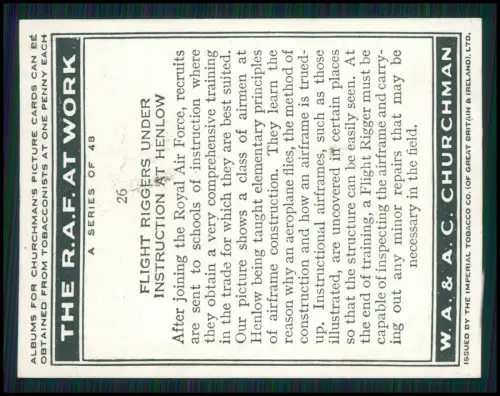 ALBUMS FOR CHURCHMAN'S PICTURE CARDS CAN BE
OBTAINED FROM TOBACCONISTS AT ONE PENNY EACH
THE R.A.F. AT WORK
A SERIES OF 48
26
FLIGHT RIGGERS UNDER
INSTRUCTION AT HENLOW
After joining the Royal Air Force, recruits
are sent to schools of instruction where
they obtain a very comprehensive training
in the trade for which they are best suited.
Our picture shows a class of airmen at
Henlow being taught elementary principles
of airframe construction. They learn the
reason why an aeroplane flies, the method of
construction and how an airframe is trued-
up. Instructional airframes, such as those
illustrated, are uncovered in certain places
so that the structure can be easily seen. At
the end of training, a Flight Rigger must be
capable of inspecting the airframe and carry-
ing out any minor repairs that may be
necessary in the field.
W. A. & A. C. CHURCHMAN
ISSUED BY THE IMPERIAL TOBACCO CO. (OF GREAT BRITAIN & IRELAND), LTD.